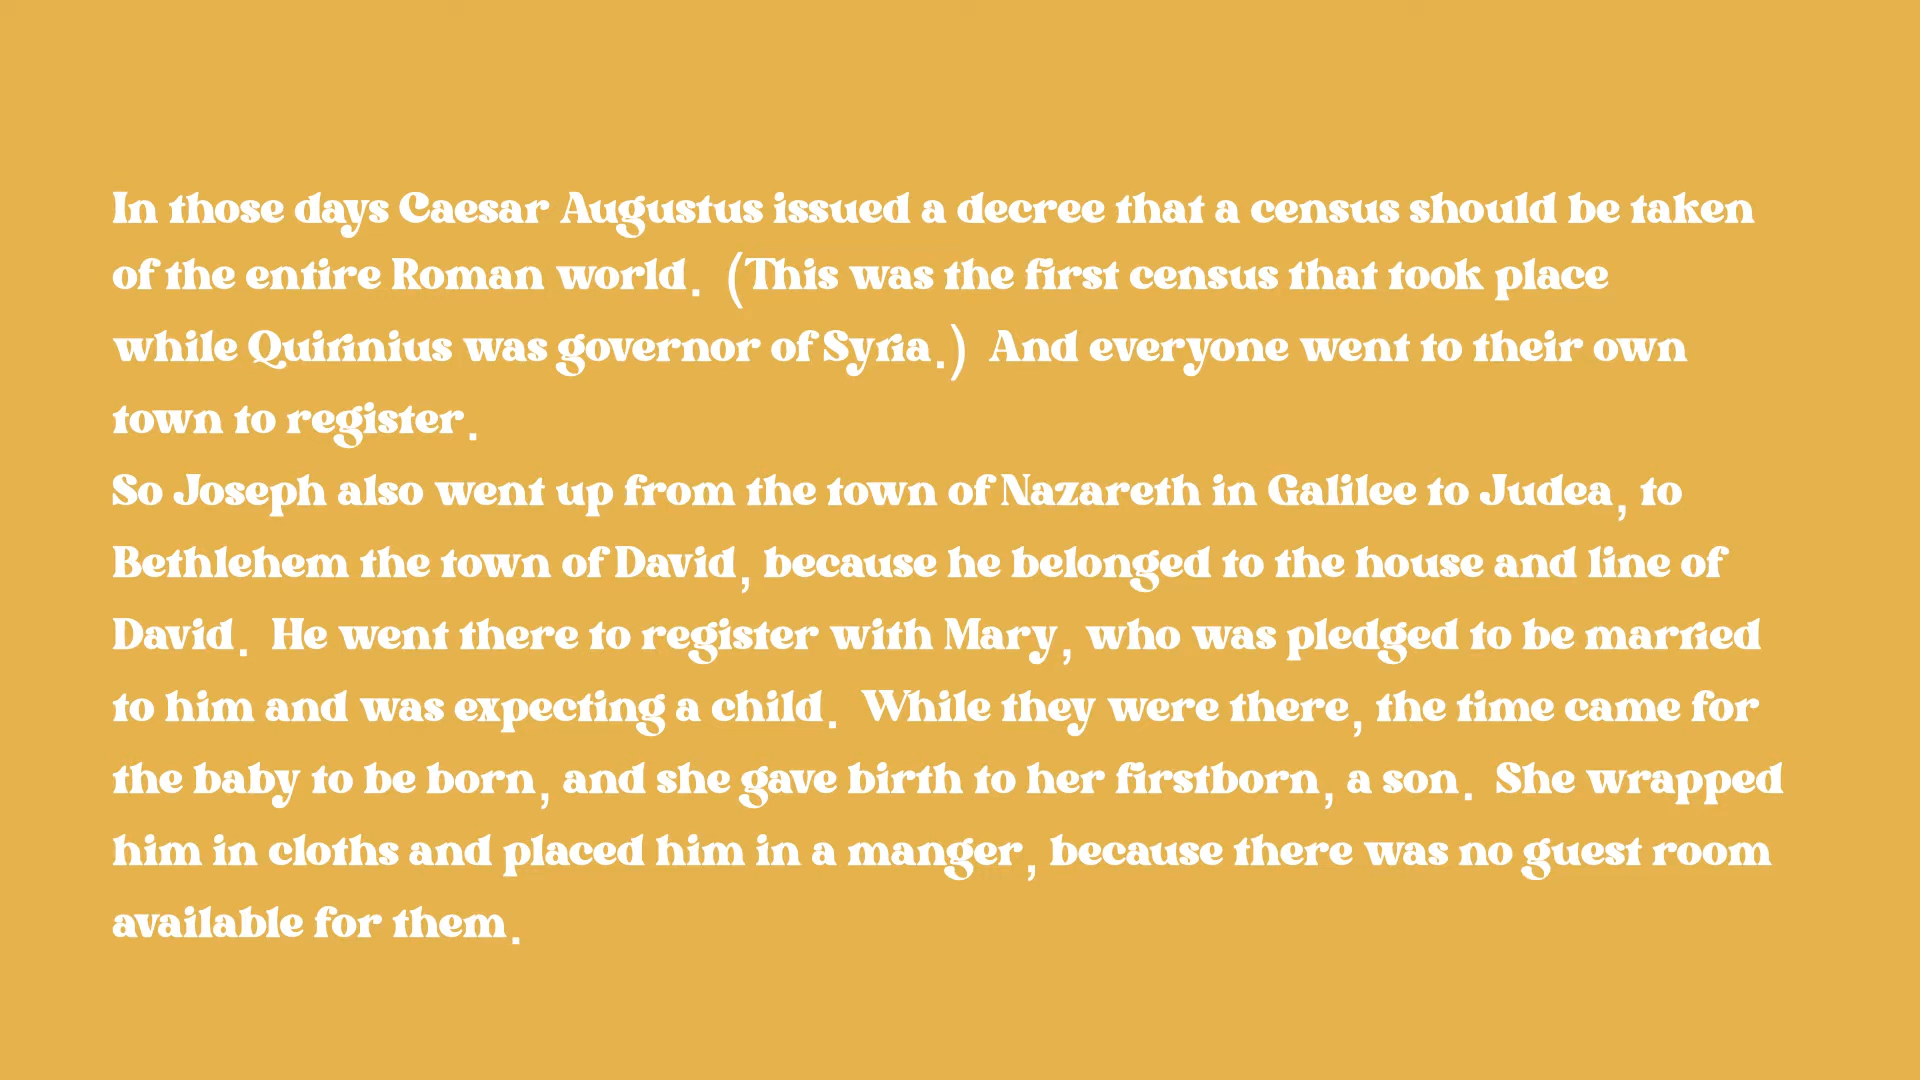 In those days Caesar Augustus issued a decree that a census should be taken
of the entire Roman world. (This was the first census that took place
while Quirinius was governor of Syria.) And everyone went to their own
town to register.
So Joseph also went up from the town of Nazareth in Galilee to Judea, to
Bethlehem the town of David, because he belonged to the house and line of
David. He went there to register with Mary, who was pledged to be married
to him and was expecting a child. While they were there, the time came for
the baby to be born, and she gave birth to her firstborn, a son. She wrapped
him in cloths and placed him in a manger, because there was no guest room
available for them.